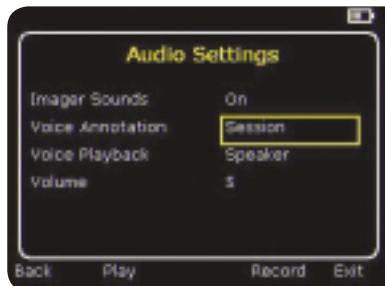 Audio Settings
Imager Sounds On
Voice Annotation Session
Voice Playback Speaker
Volume 5
Back Play Record Exit